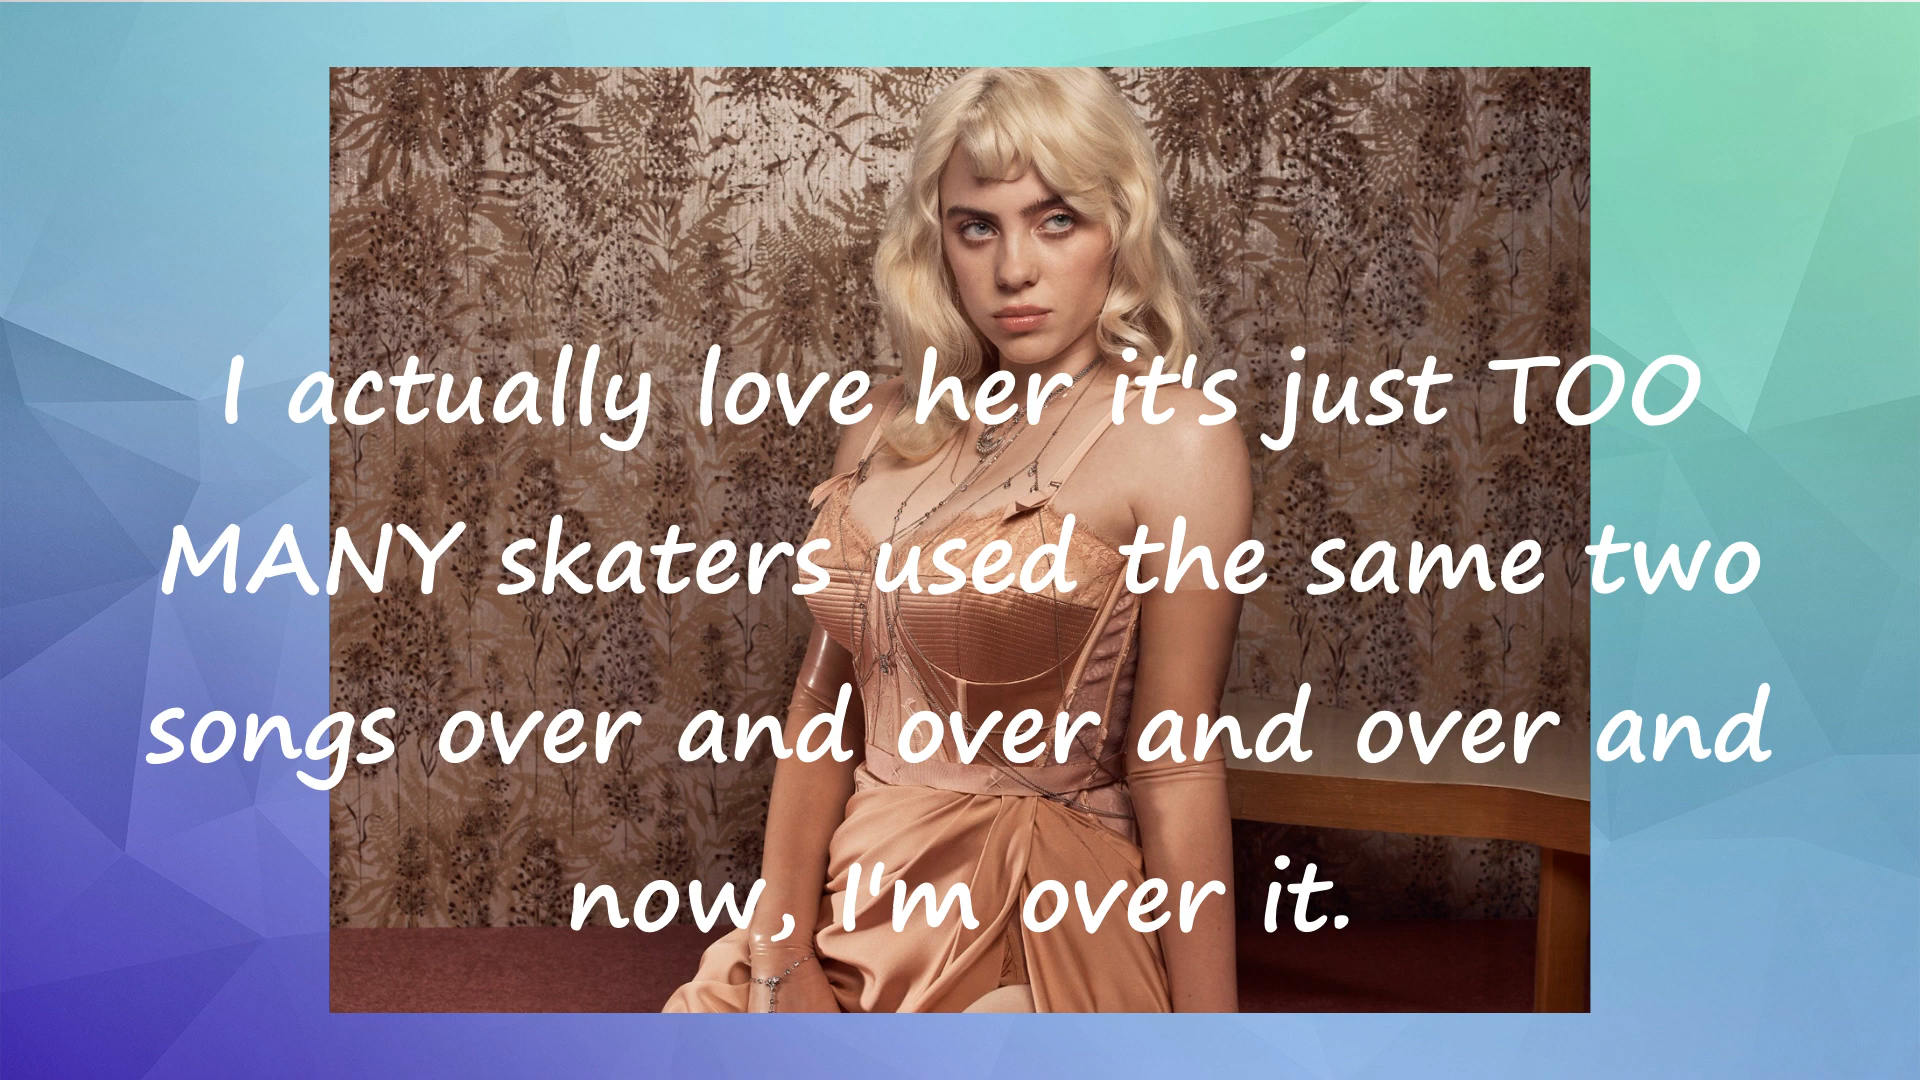 I actually love her it's just TOO
MANY skaters used the same two
songs over and over and over and
now, I'm over it.